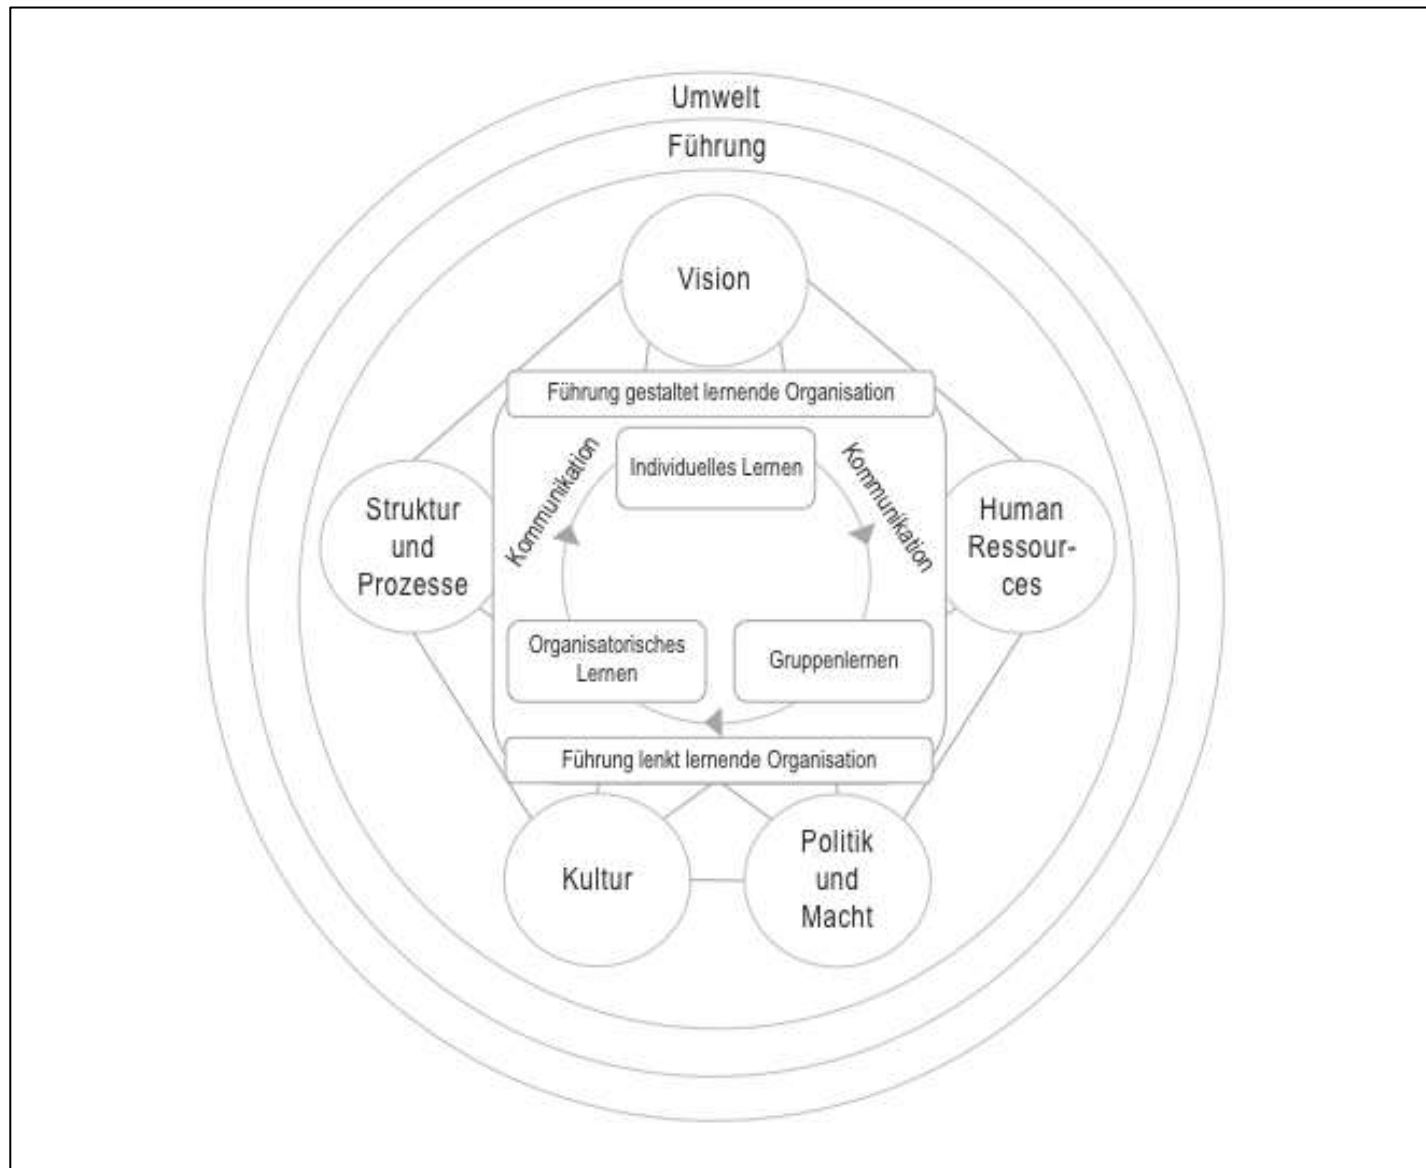 Umwelt
Führung
Vision
Führung gestaltet lernende Organisation
Kommunikation
Individuelles Lernen
Kommunikation
Struktur
und
Prozesse
Human
Ressour-
ces
Organisatorisches
Lernen
Gruppenlernen
Führung lenkt lernende Organisation
Kultur
Politik
und
Macht